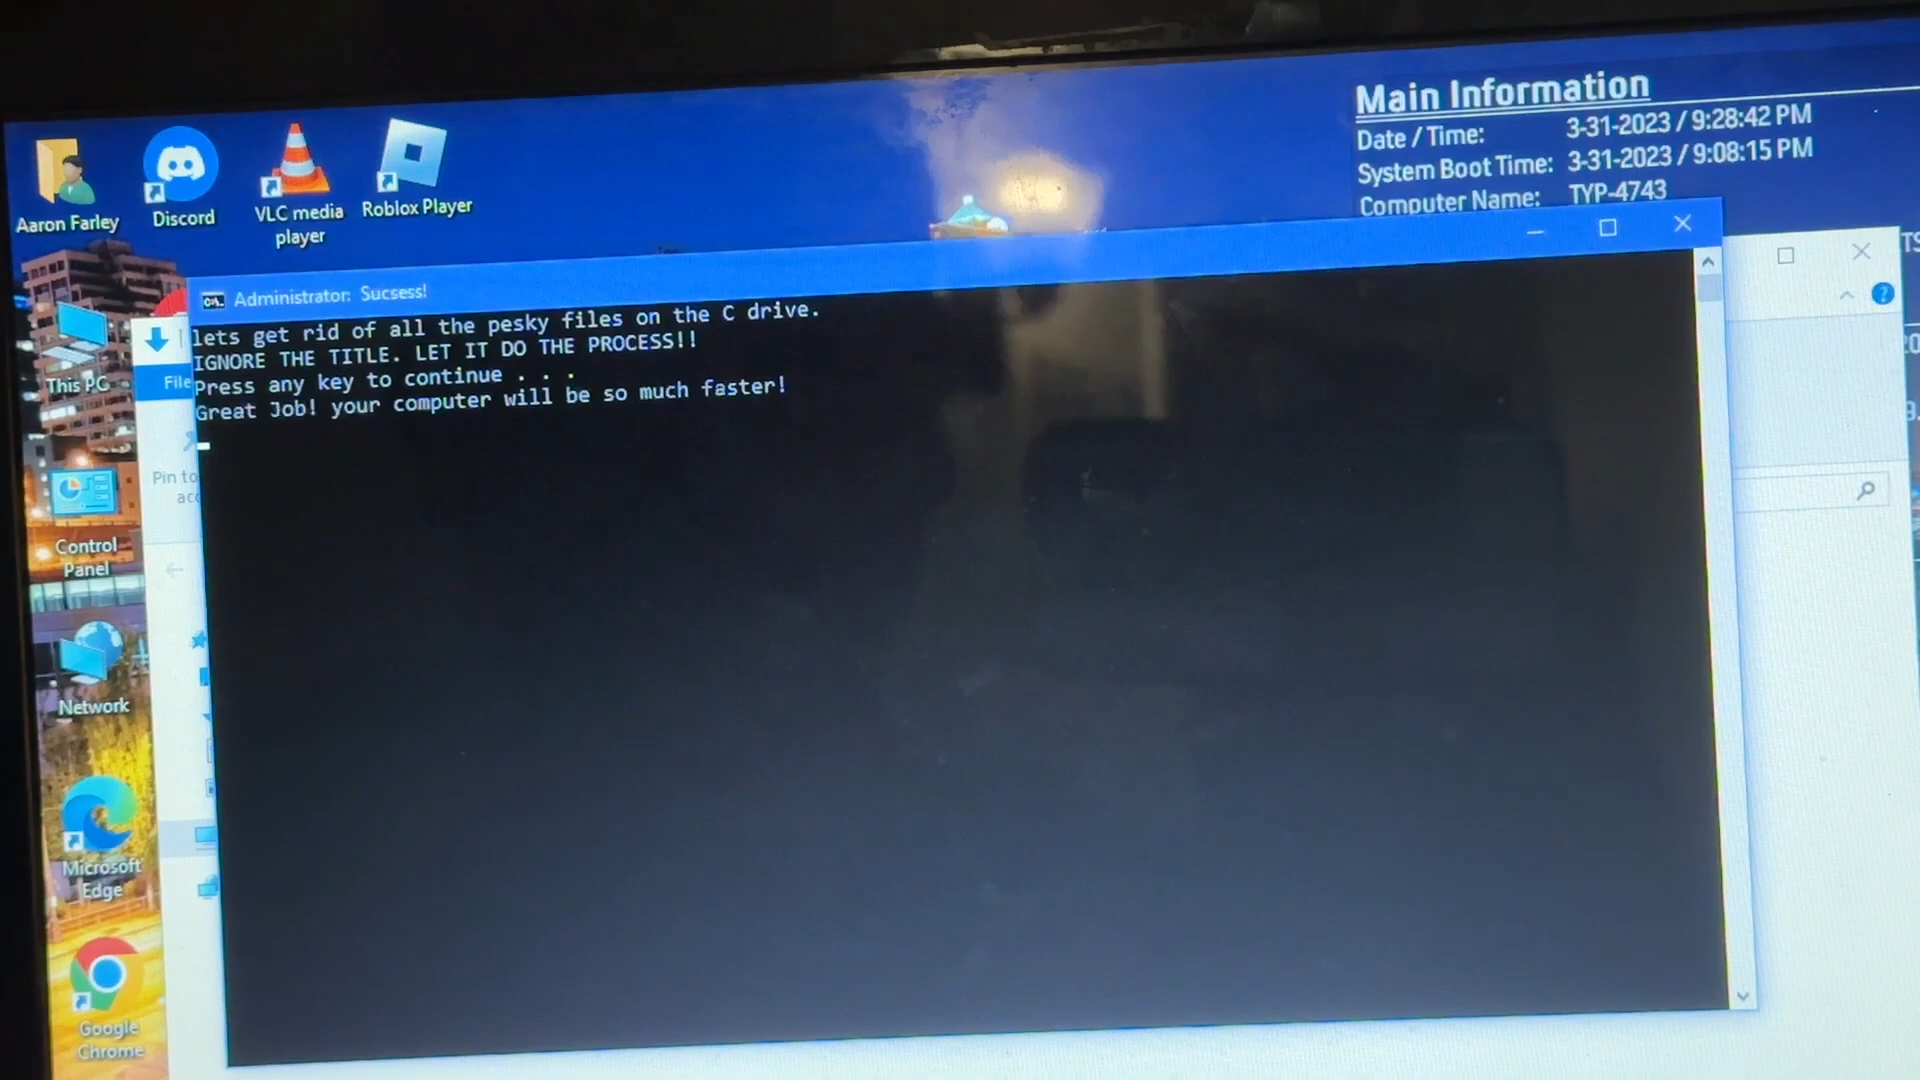 Main Information
Date / Time: 3-31-2023 / 9:28:42 PM
System Boot Time: 3-31-2023 / 9:08:15 PM
Computer Name: TYP-4743
Aaron Farley
Discord
VLC media
player
Roblox Player
Administrator: Sucsess!
lets get rid of all the pesky files on the C drive.
IGNORE THE TITLE. LET IT DO THE PROCESS!!
Press any key to continue . . .
Great Job! your computer will be so much faster!
This PC
File
Pin to
Control
Panel
Network
Microsoft
Edge
Google
Chrome